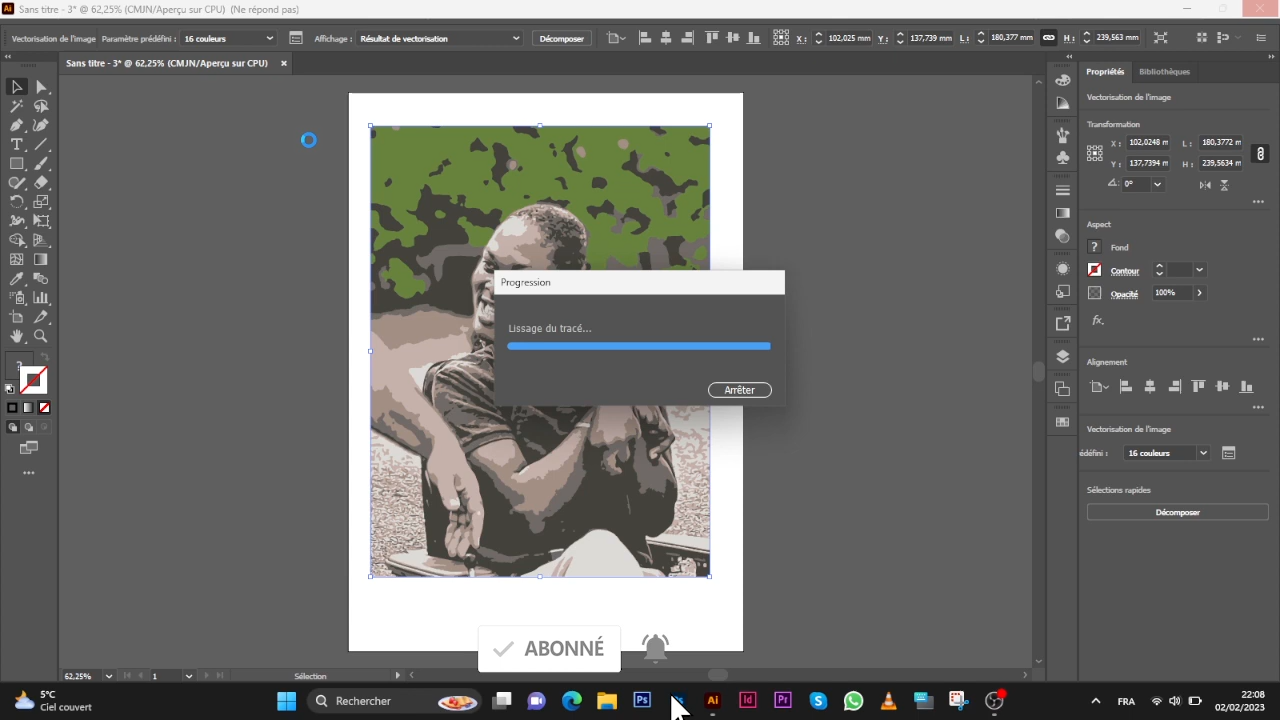 Sans titre - 3* @ 62,25% (CMJN/Aperçu sur CPU) (Ne répond pas)
Vectorisation de l'image Paramètre prédéfini : 16 couleurs Affichage : Résultat de vectorisation Décomposer X : 102,025 mm Y : 137,739 mm L : 180,377 mm H : 239,563 mm
Sans titre - 3* @ 62,25% (CMJN/Aperçu sur CPU) ×
Propriétés Bibliothèques
Vectorisation de l'image
Transformation
X : 102,0248 m L : 180,3772 m
Y : 137,7394 m H : 239,5634 m
0°
Aspect
? Fond
Contour
Opacité 100%
fx.
Progression
Lissage du tracé...
Arrêter
Alignement
Vectorisation de l'image
édéfini : 16 couleurs
Sélections rapides
Décomposer
ABONNÉ
62,25% 1 Sélection
5°C
Ciel couvert
Rechercher
Ps
Ai
Id
Pr
FRA
22:08
02/02/2023